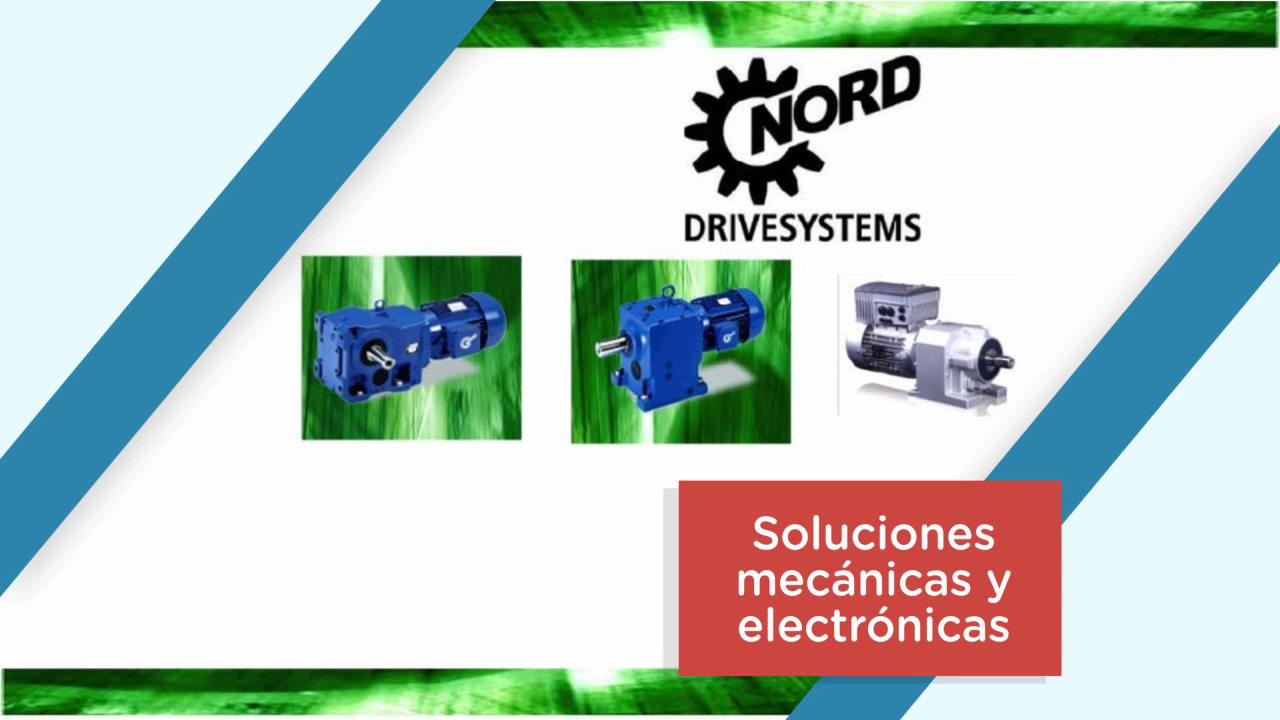 NORD
DRIVESYSTEMS
Soluciones
mecánicas y
electrónicas